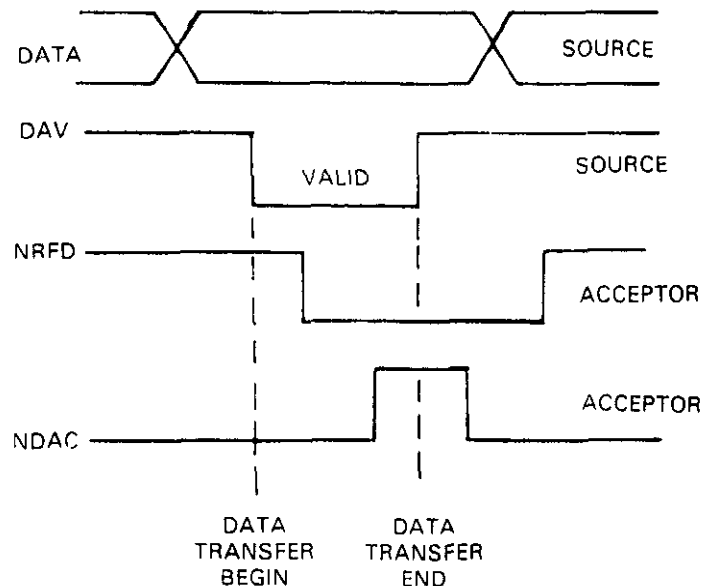 DATA
SOURCE
DAV
VALID
SOURCE
NRFD
ACCEPTOR
ACCEPTOR
NDAC
DATA
TRANSFER
BEGIN
DATA
TRANSFER
END